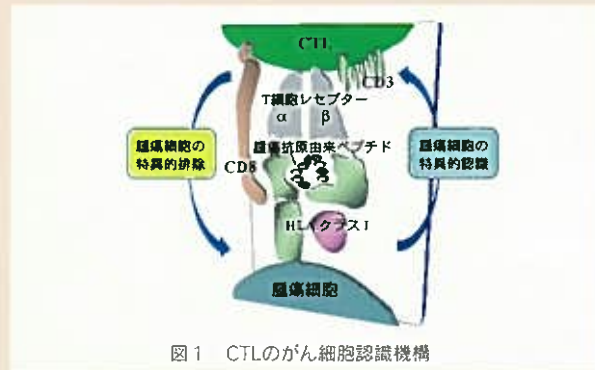 CTL
CD3
T細胞レセプター
α β
腫瘍細胞の
特異的排除
腫瘍抗原由来ペプチド
腫瘍細胞の
特異的認識
CD8
HLAクラスI
腫瘍細胞
図1 CTLのがん細胞認識機構